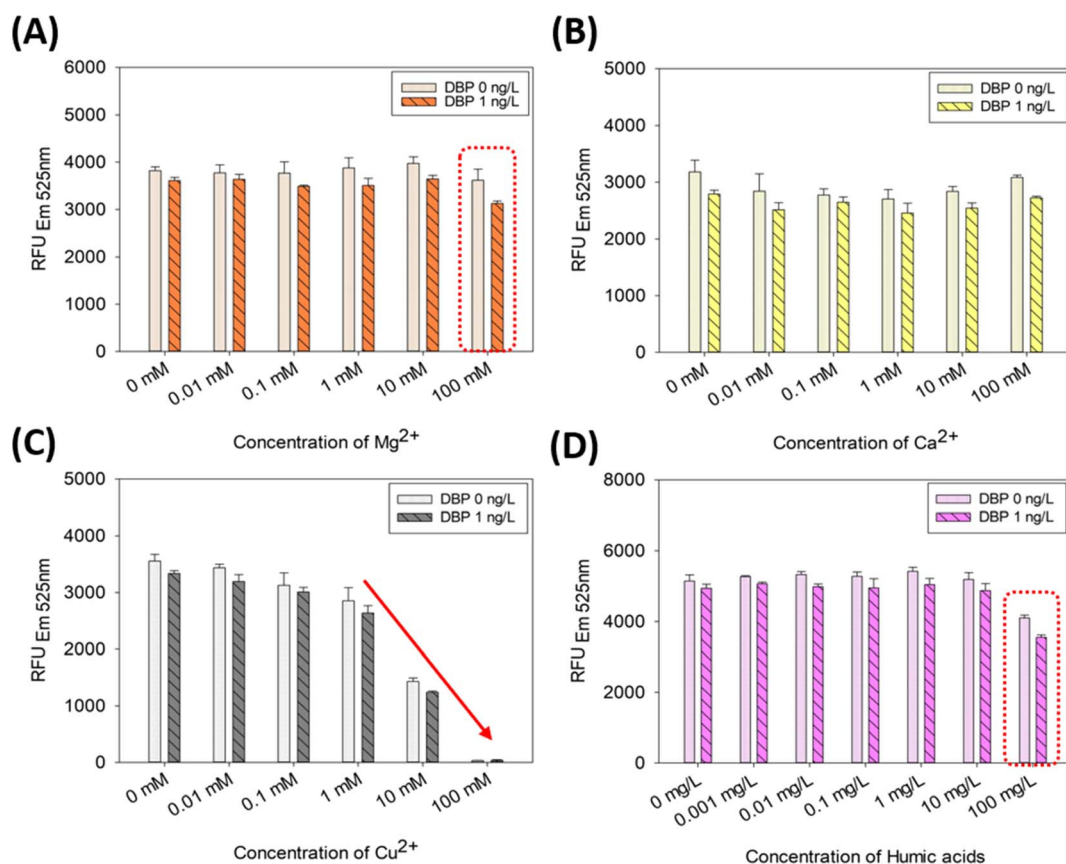 (A)
6000
5000
4000
3000
2000
1000
0
RFU Em 525nm
DBP 0 ng/L
DBP 1 ng/L
0 mM
0.01 mM
0.1 mM
1 mM
10 mM
100 mM
Concentration of Mg2+
(B)
5000
4000
3000
2000
1000
0
RFU Em 525nm
DBP 0 ng/L
DBP 1 ng/L
0 mM
0.01 mM
0.1 mM
1 mM
10 mM
100 mM
Concentration of Ca2+
(C)
5000
4000
3000
2000
1000
0
RFU Em 525nm
DBP 0 ng/L
DBP 1 ng/L
0 mM
0.01 mM
0.1 mM
1 mM
10 mM
100 mM
Concentration of Cu2+
(D)
8000
6000
4000
2000
0
RFU Em 525nm
DBP 0 ng/L
DBP 1 ng/L
0 mg/L
0.001 mg/L
0.01 mg/L
0.1 mg/L
1 mg/L
10 mg/L
100 mg/L
Concentration of Humic acids